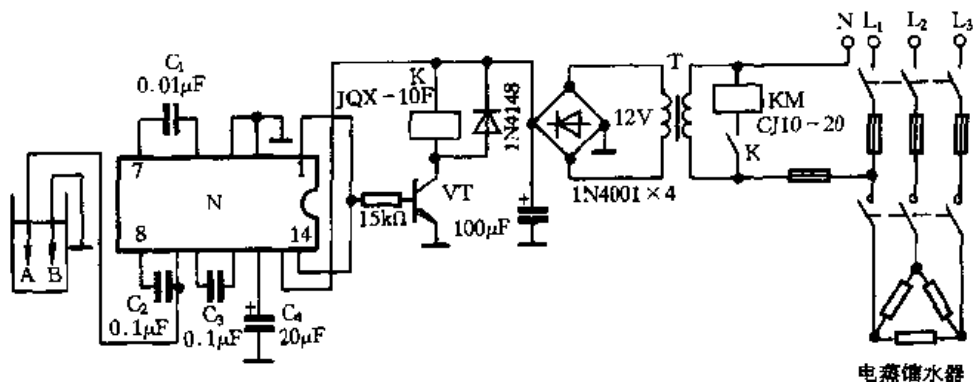 N L₁ L₂ L₃
C₁
0.01μF
K
JQX-10F
1N4148
T
12V
KM
CJ10~20
K
7
1
N
VT
15kΩ
1N4001×4
+
100μF
8
14
A
B
C₂
0.1μF
C₃
0.1μF
+
C₄
20μF
电蒸馏水器